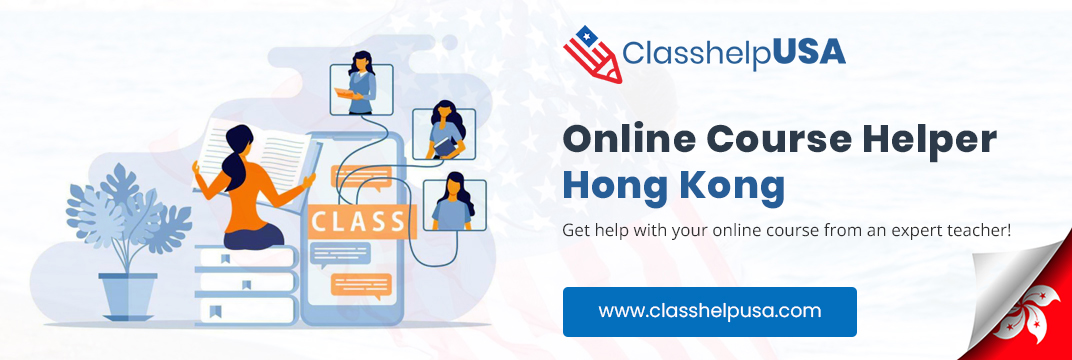 ClasshelpUSA
Online Course Helper
Hong Kong
Get help with your online course from an expert teacher!
www.classhelpusa.com
CLASS